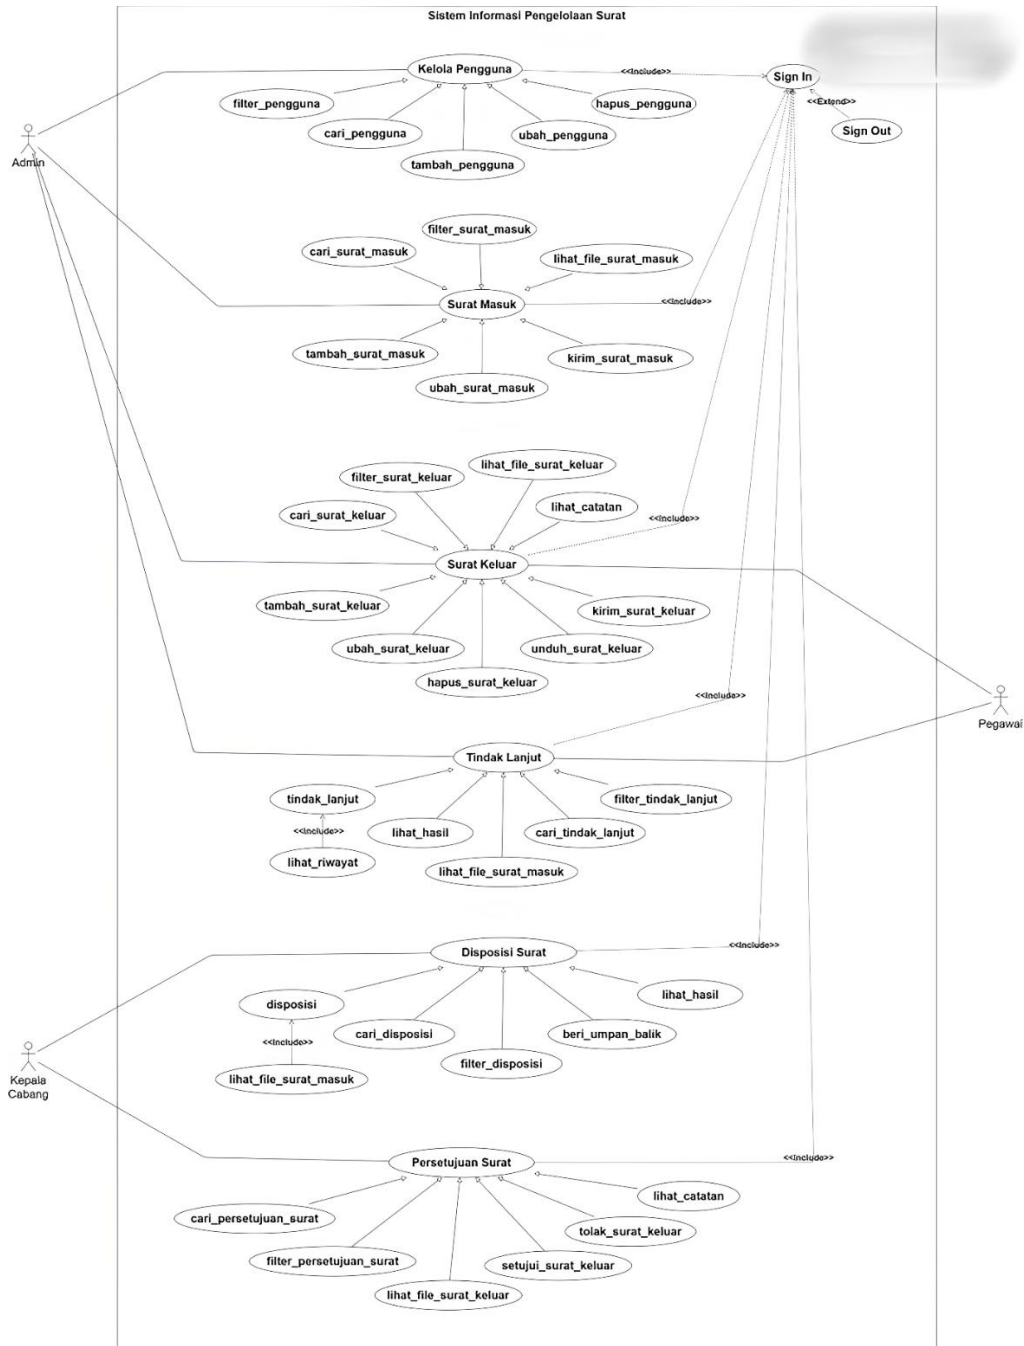 Sistem Informasi Pengelolaan Surat
Kelola Pengguna
<<Include>>
Sign In
filter_pengguna
hapus_pengguna
<<Extend>>
cari_pengguna
ubah_pengguna
Sign Out
tambah_pengguna
Admin
filter_surat_masuk
cari_surat_masuk
lihat_file_surat_masuk
Surat Masuk
<<Include>>
tambah_surat_masuk
kirim_surat_masuk
ubah_surat_masuk
lihat_file_surat_keluar
filter_surat_keluar
lihat_catatan
cari_surat_keluar
<<Include>>
Surat Keluar
tambah_surat_keluar
kirim_surat_keluar
ubah_surat_keluar
unduh_surat_keluar
hapus_surat_keluar
<<Include>>
Pegawai
Tindak Lanjut
tindak_lanjut
filter_tindak_lanjut
<<Include>>
lihat_hasil
cari_tindak_lanjut
lihat_riwayat
lihat_file_surat_masuk
Disposisi Surat
<<Include>>
lihat_hasil
disposisi
cari_disposisi
beri_umpan_balik
<<Include>>
filter_disposisi
lihat_file_surat_masuk
Kepala
Cabang
Persetujuan Surat
<<Include>>
lihat_catatan
cari_persetujuan_surat
tolak_surat_keluar
filter_persetujuan_surat
setujui_surat_keluar
lihat_file_surat_keluar